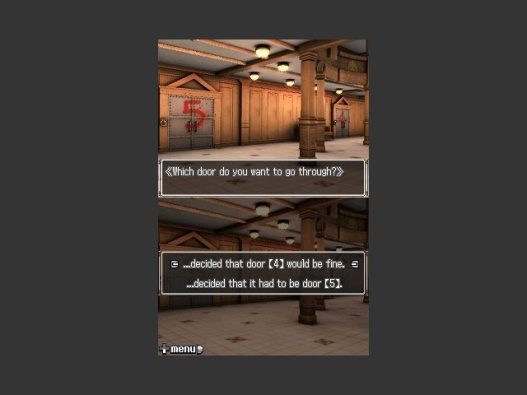 5
4
《Which door do you want to go through?》
...decided that door【4】would be fine.
...decided that it had to be door【5】.
menu